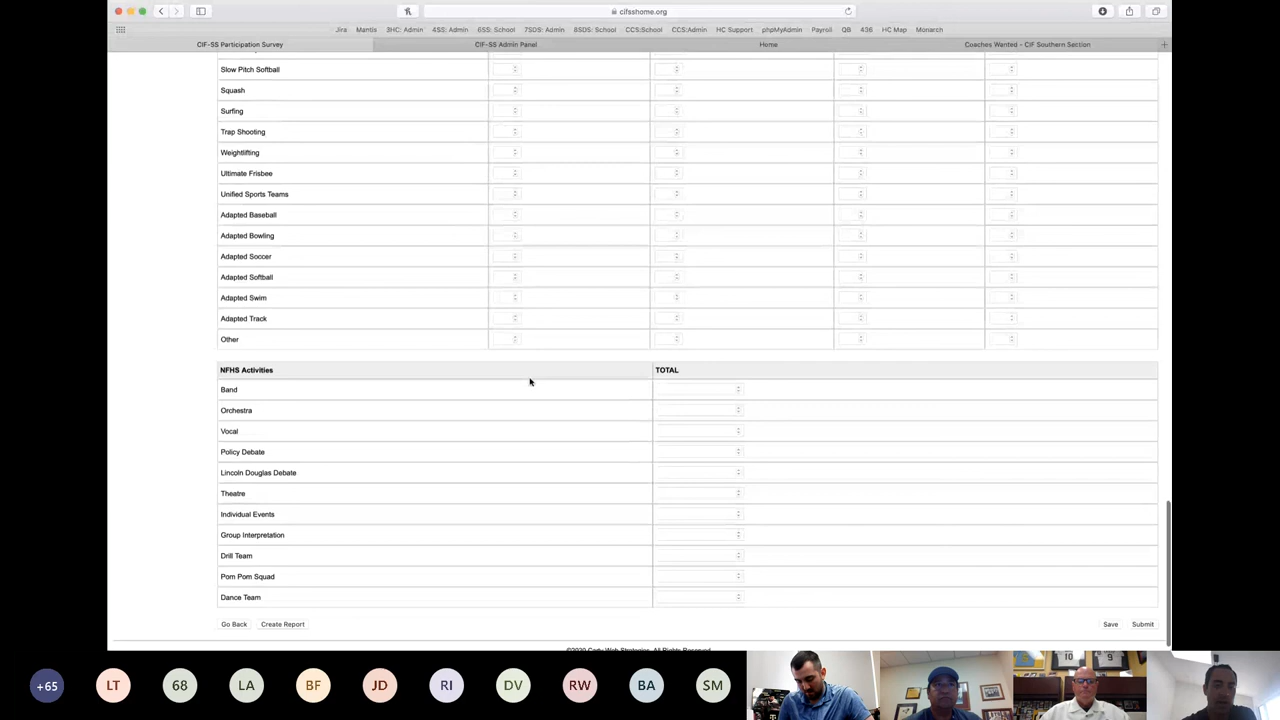 cifsshome.org
Jira Mantis 3HC: Admin 4SS: Admin 6SS: School 7SDS: Admin 8SDS: School CCS:School CCS:Admin HC Support phpMyAdmin Payroll QB 436 HC Map Monarch
CIF-SS Participation Survey CIF-SS Admin Panel Home Coaches Wanted - CIF Southern Section
Slow Pitch Softball
Squash
Surfing
Trap Shooting
Weightlifting
Ultimate Frisbee
Unified Sports Teams
Adapted Baseball
Adapted Bowling
Adapted Soccer
Adapted Softball
Adapted Swim
Adapted Track
Other
NFHS Activities TOTAL
Band
Orchestra
Vocal
Policy Debate
Lincoln Douglas Debate
Theatre
Individual Events
Group Interpretation
Drill Team
Pom Pom Squad
Dance Team
Go Back Create Report Save Submit
+65 LT 68 LA BF JD RI DV RW BA SM
10 9